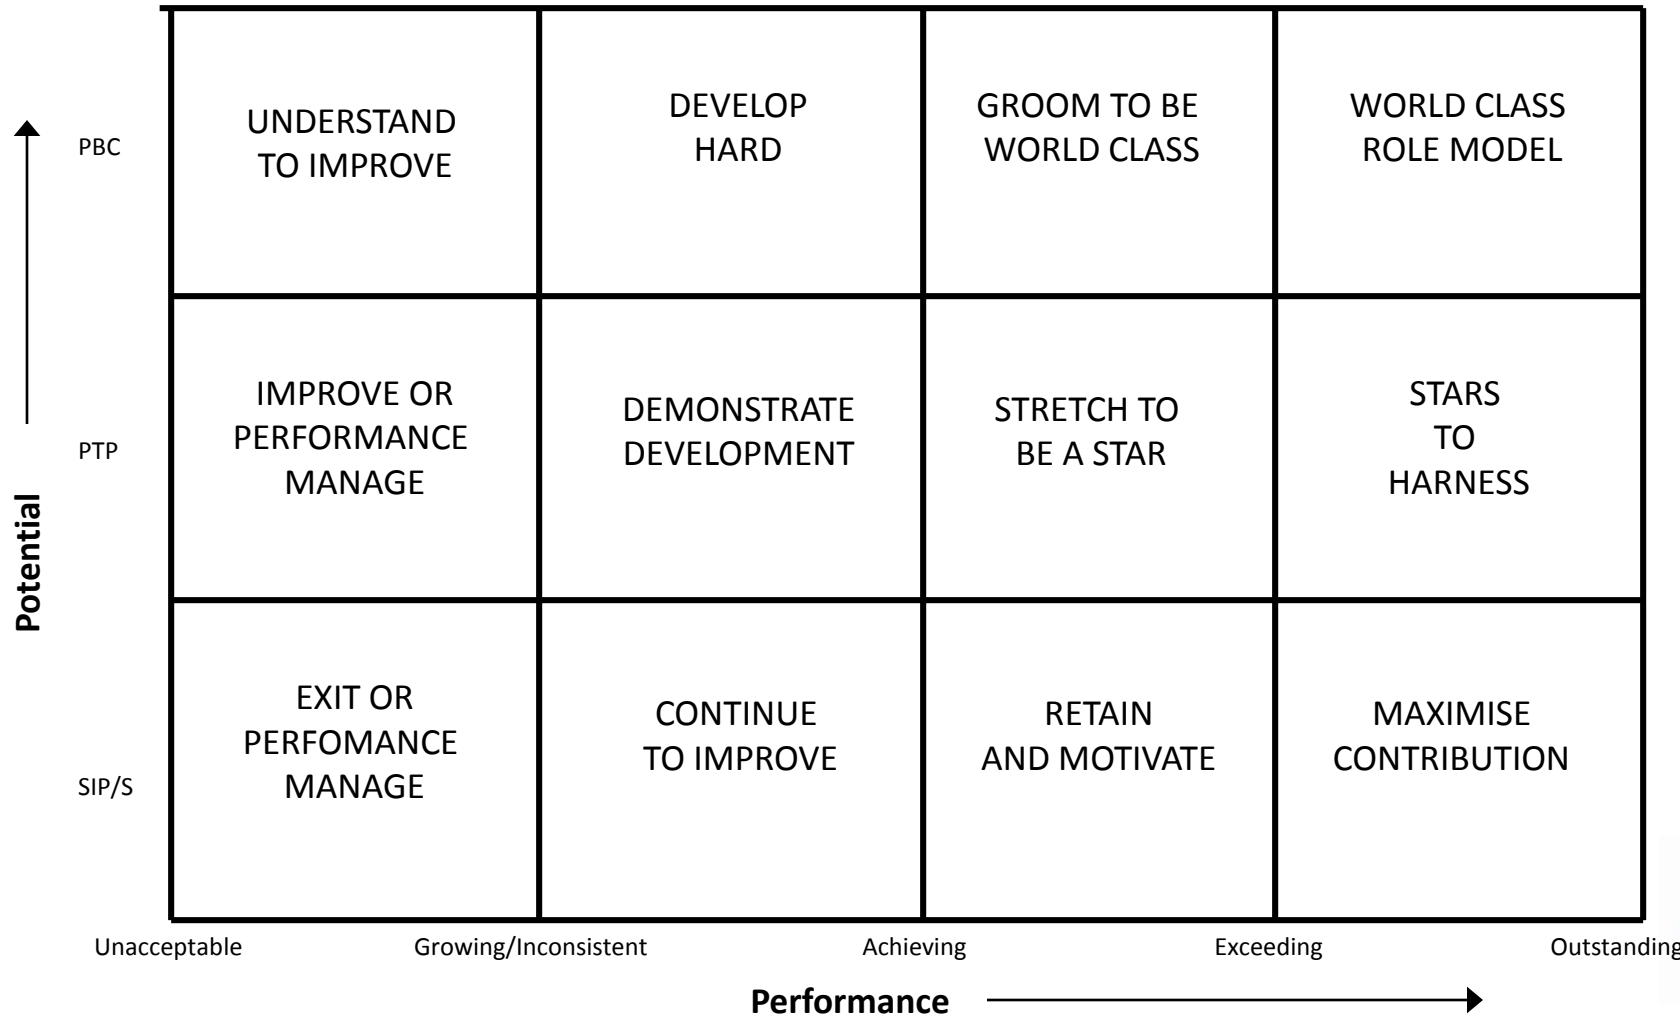 PBC
UNDERSTAND
TO IMPROVE
DEVELOP
HARD
GROOM TO BE
WORLD CLASS
WORLD CLASS
ROLE MODEL
Potential
PTP
IMPROVE OR
PERFORMANCE
MANAGE
DEMONSTRATE
DEVELOPMENT
STRETCH TO
BE A STAR
STARS
TO
HARNESS
SIP/S
EXIT OR
PERFOMANCE
MANAGE
CONTINUE
TO IMPROVE
RETAIN
AND MOTIVATE
MAXIMISE
CONTRIBUTION
Unacceptable
Growing/Inconsistent
Achieving
Exceeding
Outstanding
Performance